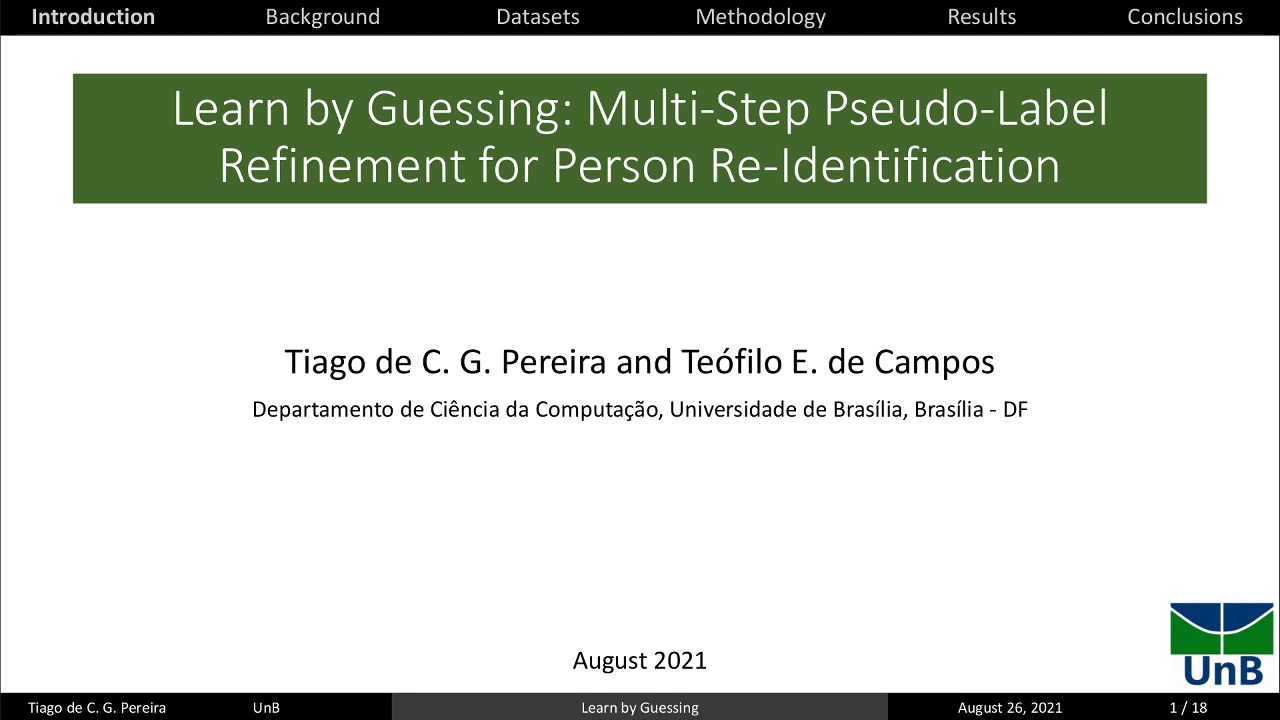 Introduction Background Datasets Methodology Results Conclusions
Learn by Guessing: Multi-Step Pseudo-Label
Refinement for Person Re-Identification
Tiago de C. G. Pereira and Teófilo E. de Campos
Departamento de Ciência da Computação, Universidade de Brasília, Brasília - DF
August 2021
UnB
Tiago de C. G. Pereira UnB Learn by Guessing August 26, 2021 1 / 18